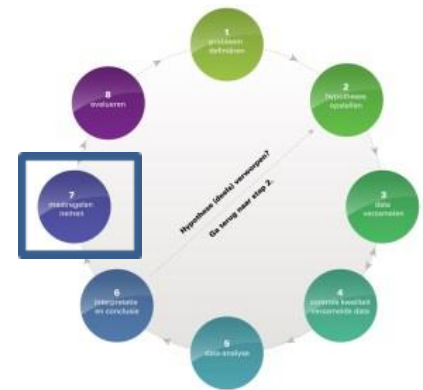 1
probleem
definiëren
2
hypothese
opstellen
3
data
verzamelen
4
controle kwaliteit
verzamelde data
5
data-analyse
6
interpretatie
en conclusie
7
maatregelen
nemen
8
evalueren
Hypothese (deels) verworpen?
Ga terug naar stap 2.